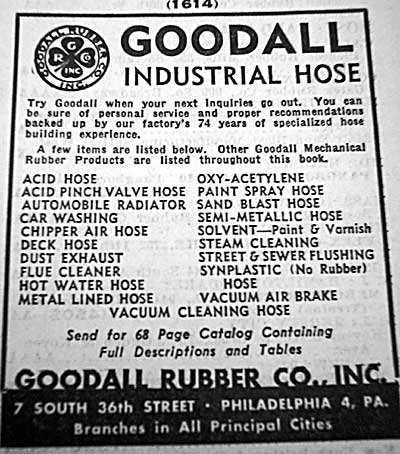 (1614)
GOODALL RUBBER CO.
R G C
INC
INC.
GOODALL
INDUSTRIAL HOSE
Try Goodall when your next Inquiries go out. You can
be sure of personal service and proper recommendations
backed up by our factory's 74 years of specialized hose
building experience.
A few items are listed below. Other Goodall Mechanical
Rubber Products are listed throughout this book.
ACID HOSE
ACID PINCH VALVE HOSE
AUTOMOBILE RADIATOR
CAR WASHING
CHIPPER AIR HOSE
DECK HOSE
DUST EXHAUST
FLUE CLEANER
HOT WATER HOSE
METAL LINED HOSE
OXY-ACETYLENE
PAINT SPRAY HOSE
SAND BLAST HOSE
SEMI-METALLIC HOSE
SOLVENT—Paint & Varnish
STEAM CLEANING
STREET & SEWER FLUSHING
SYNPLASTIC (No Rubber)
HOSE
VACUUM AIR BRAKE
VACUUM CLEANING HOSE
Send for 68 Page Catalog Containing
Full Descriptions and Tables
GOODALL RUBBER CO., INC.
7 SOUTH 36th STREET · PHILADELPHIA 4, PA.
Branches in All Principal Cities